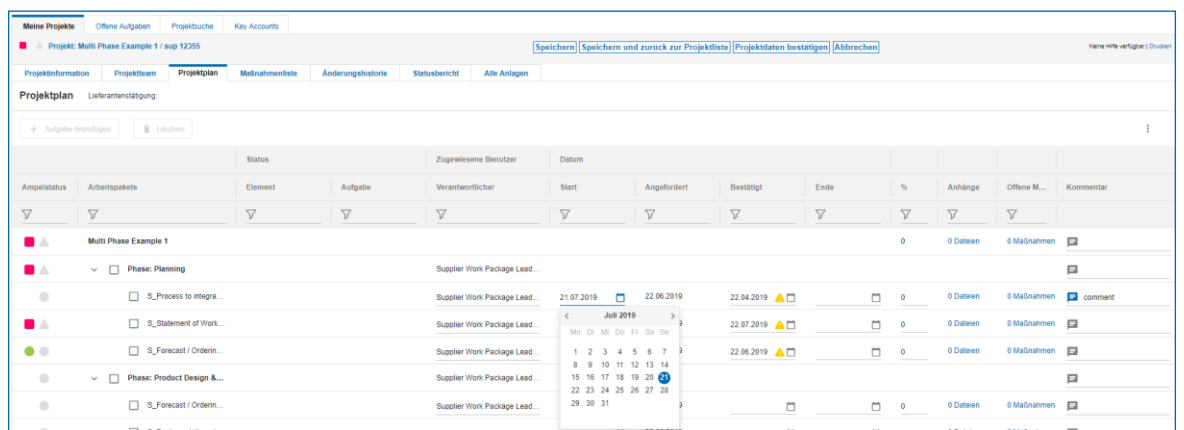 Meine Projekte Offene Aufgaben Projektsuche Key Accounts
Projekt: Multi Phase Example 1 / sup 12355 Speichern Speichern und zurück zur Projektliste Projektdaten bestätigen Abbrechen Keine Hilfe verfügbar | Drucken
Projektinformation Projektteam Projektplan Maßnahmenliste Änderungshistorie Statusbericht Alle Anlagen
Projektplan Lieferantenstätigung:
+ Aufgabe hinzufügen Löschen
Status Zugewiesene Benutzer Datum
Ampelstatus Arbeitspakete Element Aufgabe Verantwortlicher Start Angefordert Bestätigt Ende % Anhänge Offene M... Kommentar
Multi Phase Example 1 0 0 Dateien 0 Maßnahmen
Phase: Planning Supplier Work Package Lead...
S_Process to integra... Supplier Work Package Lead... 21.07.2019 22.06.2019 22.04.2019 0 0 Dateien 0 Maßnahmen comment
< Juli 2019 >
S_Statement of Work... Supplier Work Package Lead... 22.07.2019 0 0 Dateien 0 Maßnahmen
Mo Di Mi Do Fr Sa So
S_Forecast / Orderin... Supplier Work Package Lead... 22.06.2019 0 0 Dateien 0 Maßnahmen
1 2 3 4 5 6 7
8 9 10 11 12 13 14
Phase: Product Design &... Supplier Work Package Lead...
15 16 17 18 19 20 21
22 23 24 25 26 27 28
29 30 31
S_Forecast / Orderin... Supplier Work Package Lead... 0 0 Dateien 0 Maßnahmen